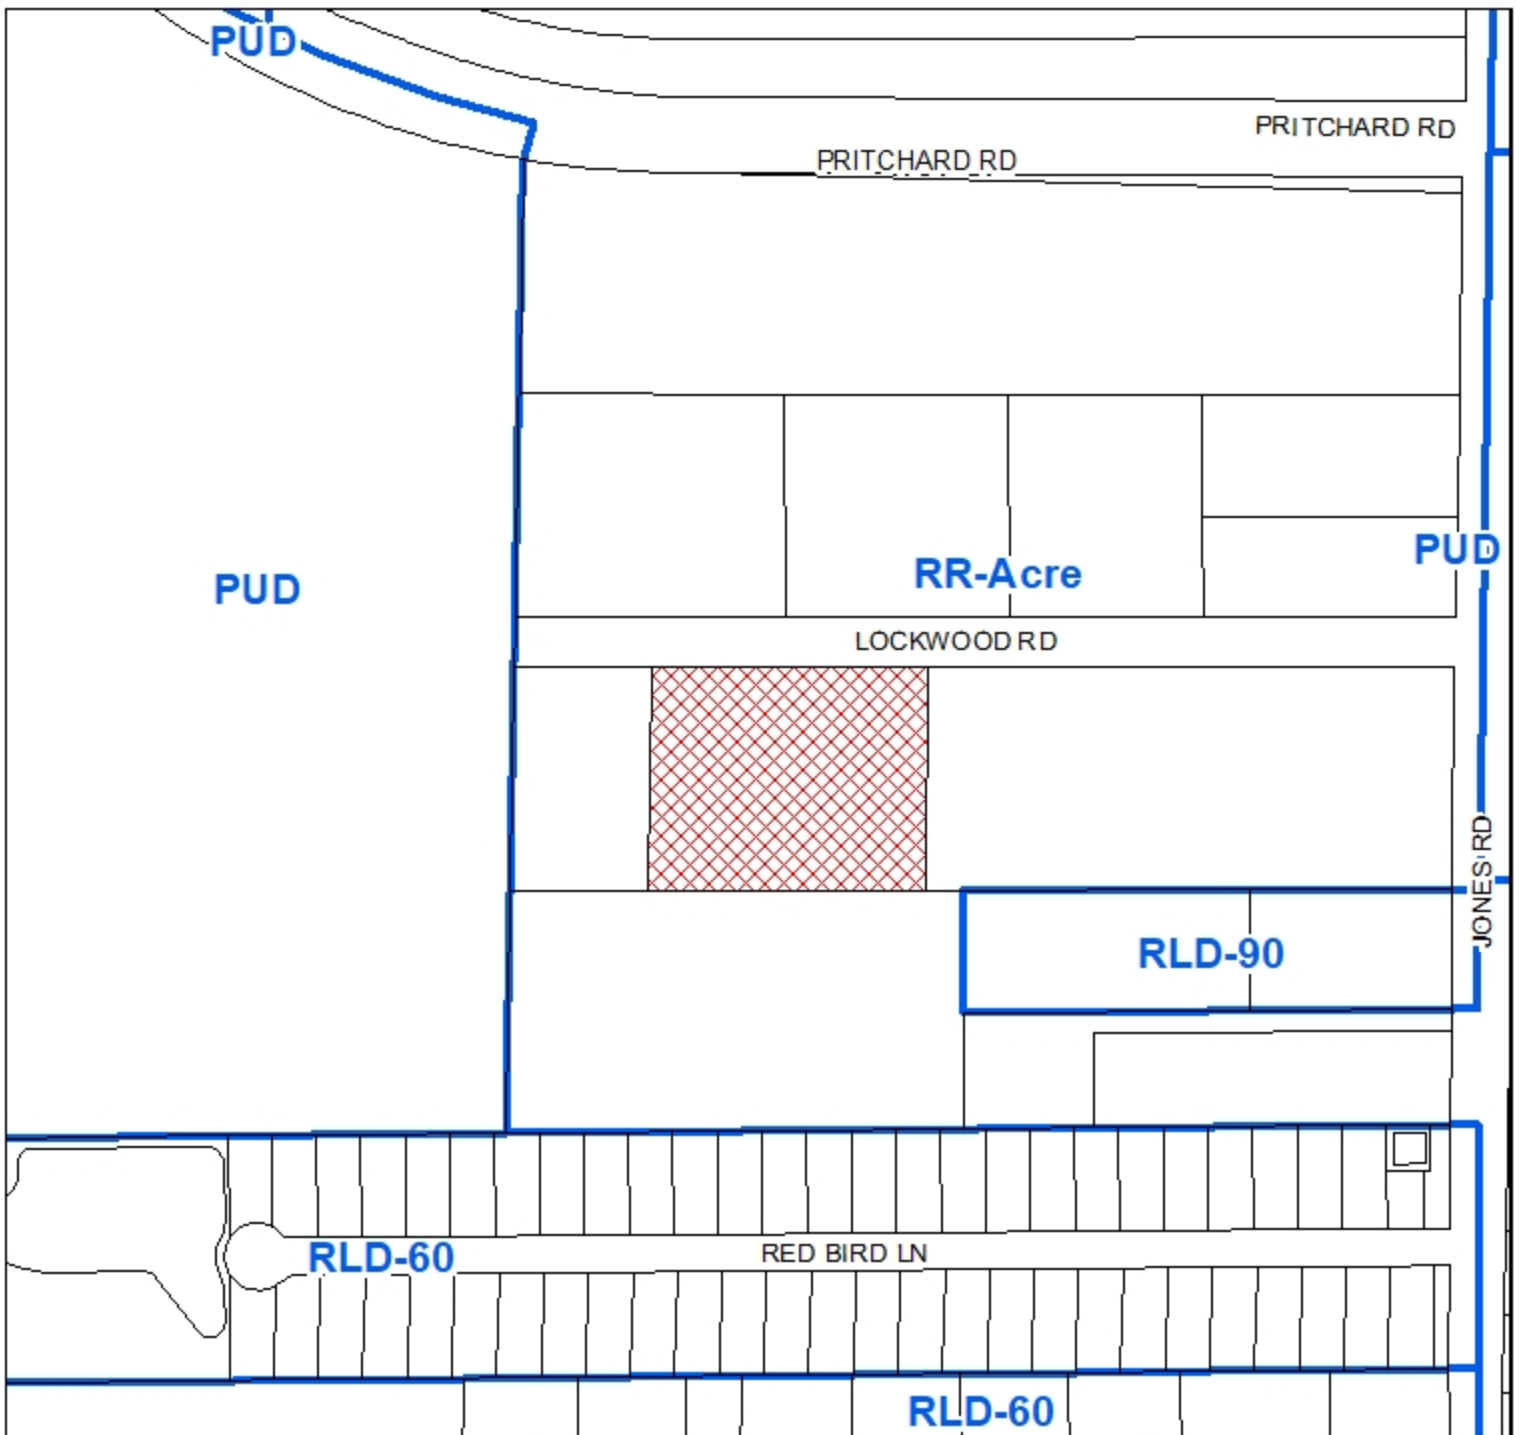 PUD
PRITCHARD RD
PRITCHARD RD
PUD
RR-Acre
PUD
LOCKWOOD RD
JONES RD
RLD-90
RLD-60
RED BIRD LN
RLD-60